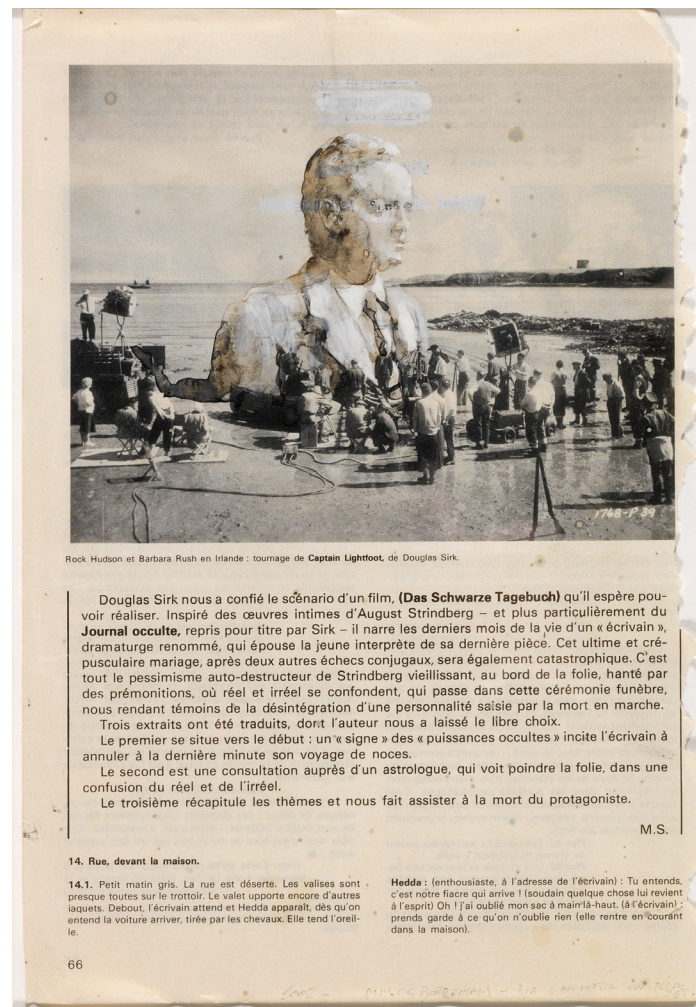 1768-P 89
Rock Hudson et Barbara Rush en Irlande : tournage de Captain Lightfoot, de Douglas Sirk.
Douglas Sirk nous a confié le scénario d'un film, (Das Schwarze Tagebuch) qu'il espère pou-
voir réaliser. Inspiré des œuvres intimes d'August Strindberg – et plus particulièrement du
Journal occulte, repris pour titre par Sirk – il narre les derniers mois de la vie d'un « écrivain »,
dramaturge renommé, qui épouse la jeune interprète de sa dernière pièce. Cet ultime et cré-
pusculaire mariage, après deux autres échecs conjugaux, sera également catastrophique. C'est
tout le pessimisme auto-destructeur de Strindberg vieillissant, au bord de la folie, hanté par
des prémonitions, où réel et irréel se confondent, qui passe dans cette cérémonie funèbre,
nous rendant témoins de la désintégration d'une personnalité saisie par la mort en marche.
Trois extraits ont été traduits, dont l'auteur nous a laissé le libre choix.
Le premier se situe vers le début : un « signe » des « puissances occultes » incite l'écrivain à
annuler à la dernière minute son voyage de noces.
Le second est une consultation auprès d'un astrologue, qui voit poindre la folie, dans une
confusion du réel et de l'irréel.
Le troisième récapitule les thèmes et nous fait assister à la mort du protagoniste.
M.S.
14. Rue, devant la maison.
14.1. Petit matin gris. La rue est déserte. Les valises sont
presque toutes sur le trottoir. Le valet upporte encore d'autres
iaquets. Debout, l'écrivain attend et Hedda apparaît, dès qu'on
entend la voiture arriver, tirée par les chevaux. Elle tend l'oreil-
le.
Hedda : (enthousiaste, à l'adresse de l'écrivain) : Tu entends,
c'est notre fiacre qui arrive ! (soudain quelque chose lui revient
à l'esprit) Oh ! j'ai oublié mon sac à main là-haut. (à l'écrivain) :
prends garde à ce qu'on n'oublie rien (elle rentre en courant
dans la maison).
66